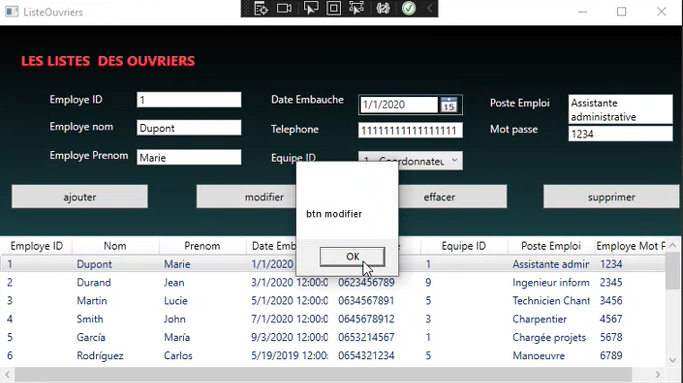 ListeOuvriers
LES LISTES DES OUVRIERS
Employe ID 1 Date Embauche 1/1/2020 15 Poste Emploi Assistante administrative
Employe nom Dupont Telephone 11111111111111111 Mot passe 1234
Employe Prenom Marie Equipe ID
ajouter modifier effacer supprimer
btn modifier
OK
Employe ID Nom Prenom Date Emb Equipe ID Poste Emploi Employe Mot P
1 Dupont Marie 1/1/2020 1 Assistante admin 1234
2 Durand Jean 3/1/2020 12:00:0 0623456789 9 Ingenieur inform 2345
3 Martin Lucie 5/1/2020 12:00:0 0634567891 5 Technicien Chant 3456
4 Smith John 7/1/2020 12:00:0 0645678912 3 Charpentier 4567
5 García María 9/3/2020 12:00:0 0653214567 1 Chargée projets 5678
6 Rodríguez Carlos 5/19/2019 12:00: 0654321234 5 Manoeuvre 6789